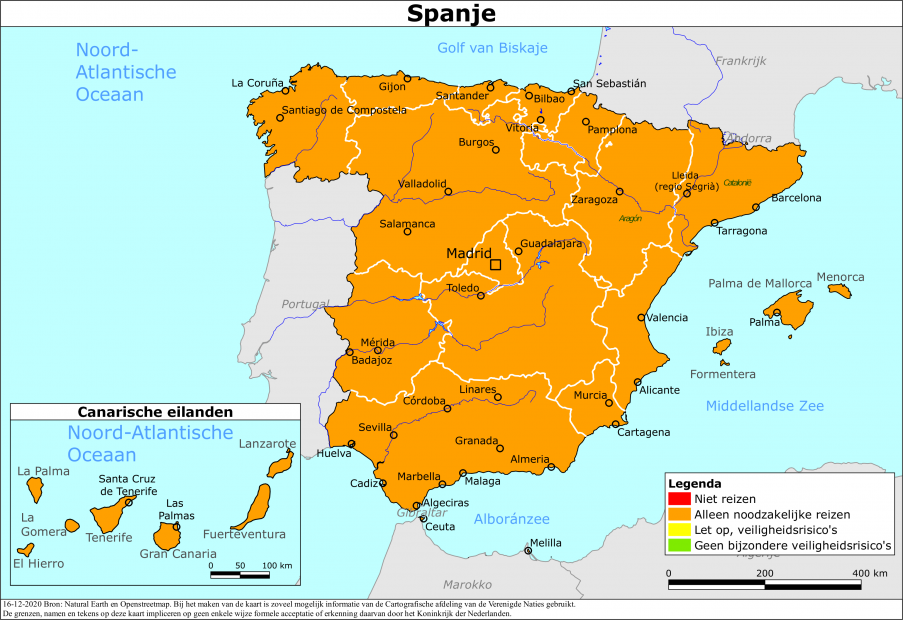 Spanje
Noord-
Atlantische
Oceaan
Golf van Biskaje
Frankrijk
La Coruña
Gijon
Santander
Bilbao
San Sebastián
Santiago de Compostela
Vitoria
Pamplona
Andorra
Burgos
Lleida
(regio Segrià)
Catalonië
Valladolid
Zaragoza
Barcelona
Aragón
Salamanca
Tarragona
Guadalajara
Madrid
Toledo
Palma de Mallorca
Menorca
Portugal
Valencia
Palma
Ibiza
Mérida
Badajoz
Formentera
Linares
Alicante
Córdoba
Murcia
Middellandse Zee
Sevilla
Cartagena
Huelva
Granada
Almeria
Cadiz
Marbella
Malaga
Algeciras
Gibraltar
Ceuta
Alboránzee
Melilla
Marokko
Algerije
Canarische eilanden
Noord-Atlantische
Oceaan
Lanzarote
La Palma
Santa Cruz
de Tenerife
Las
Palmas
La
Gomera
Tenerife
Fuerteventura
Gran Canaria
El Hierro
0 50 100 km
Legenda
Niet reizen
Alleen noodzakelijke reizen
Let op, veiligheidsrisico's
Geen bijzondere veiligheidsrisico's
0 200 400 km
16-12-2020 Bron: Natural Earth en Openstreetmap. Bij het maken van de kaart is zoveel mogelijk informatie van de Cartografische afdeling van de Verenigde Naties gebruikt.
De grenzen, namen en tekens op deze kaart impliceren op geen enkele wijze formele acceptatie of erkenning daarvan door het Koninkrijk der Nederlanden.